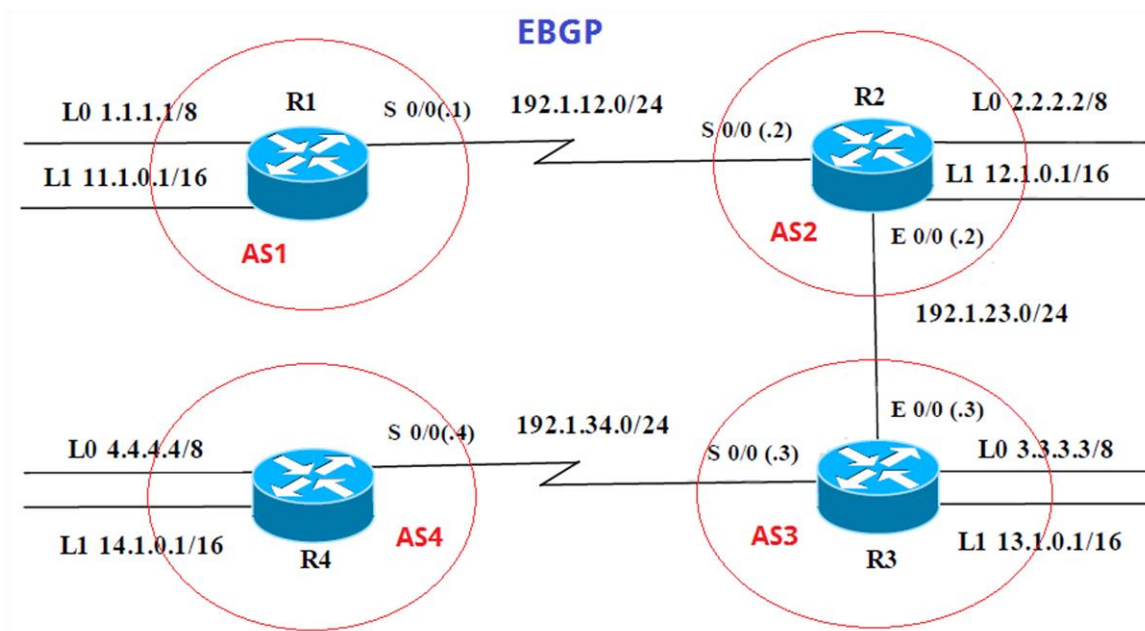 EBGP
L0 1.1.1.1/8
R1
S 0/0(.1)
192.1.12.0/24
R2
L0 2.2.2.2/8
S 0/0 (.2)
L1 11.1.0.1/16
L1 12.1.0.1/16
AS1
AS2
E 0/0 (.2)
192.1.23.0/24
L0 4.4.4.4/8
S 0/0(.4)
192.1.34.0/24
E 0/0 (.3)
S 0/0 (.3)
L0 3.3.3.3/8
L1 14.1.0.1/16
R4
AS4
AS3
R3
L1 13.1.0.1/16